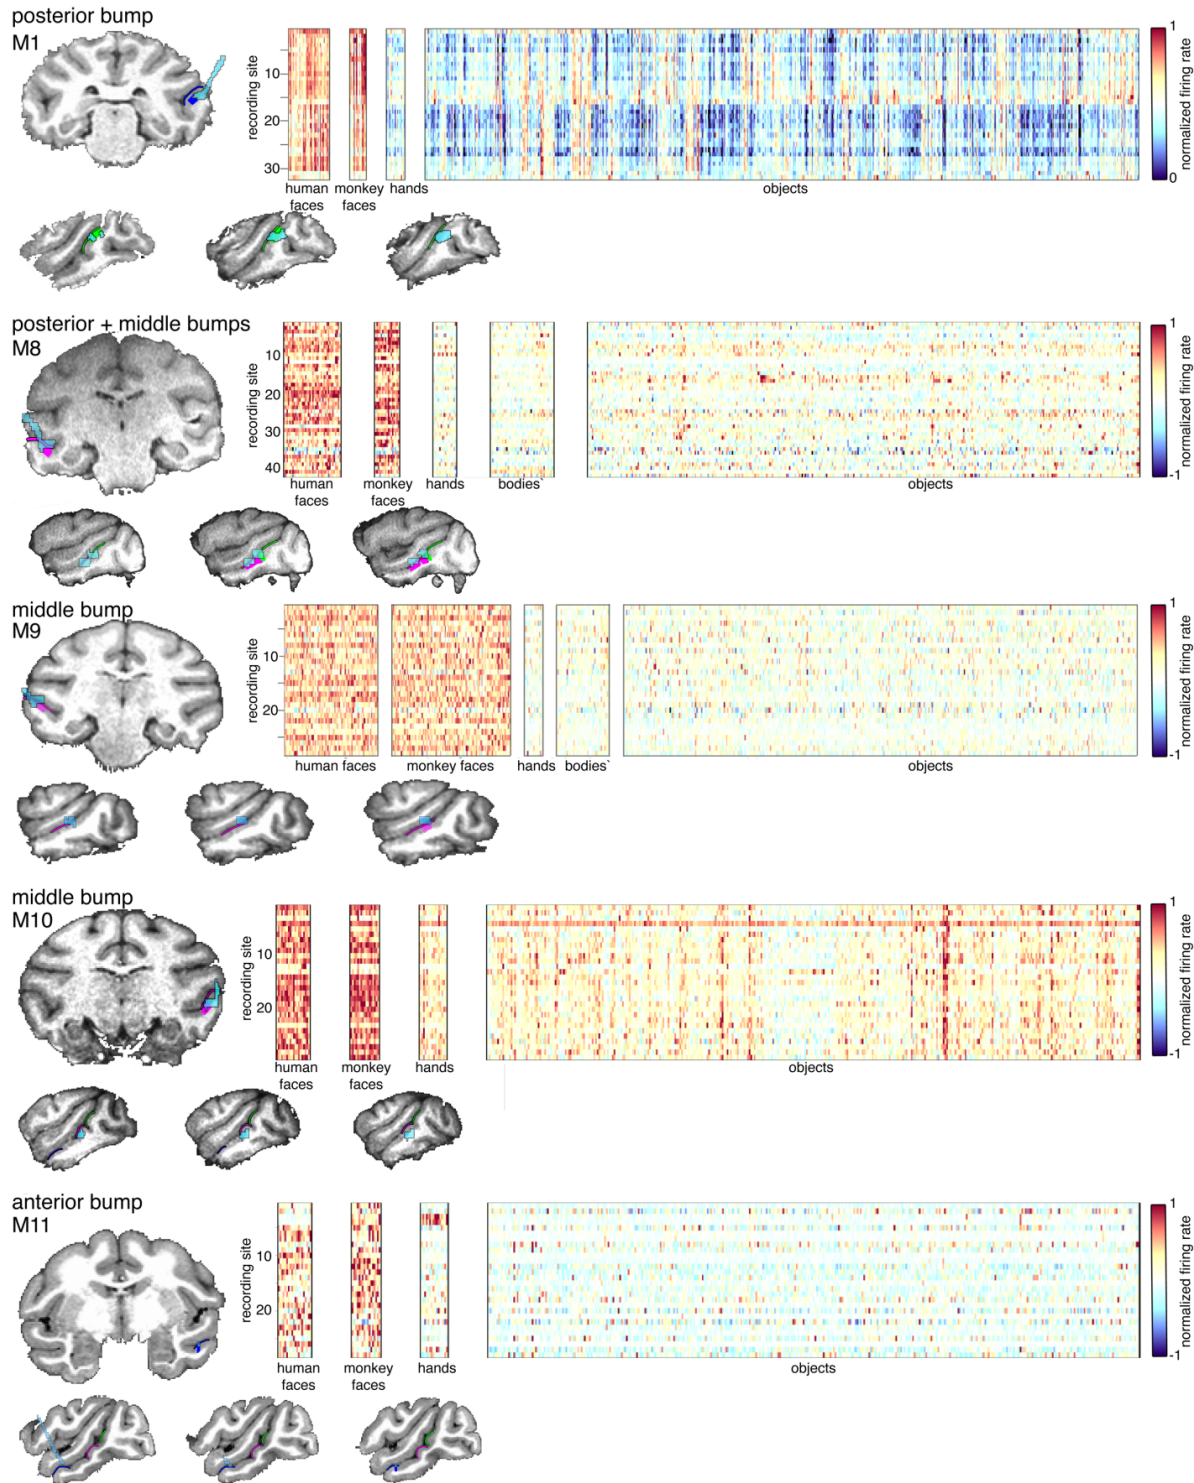 posterior bump
M1
recording site
10
20
30
human faces
monkey faces
hands
objects
1
0
normalized firing rate
posterior + middle bumps
M8
recording site
10
20
30
40
human faces
monkey faces
hands
bodies`
objects
1
-1
normalized firing rate
middle bump
M9
recording site
10
20
human faces
monkey faces
hands
bodies`
objects
1
-1
normalized firing rate
middle bump
M10
recording site
10
20
human faces
monkey faces
hands
objects
1
-1
normalized firing rate
anterior bump
M11
recording site
10
20
human faces
monkey faces
hands
objects
1
-1
normalized firing rate